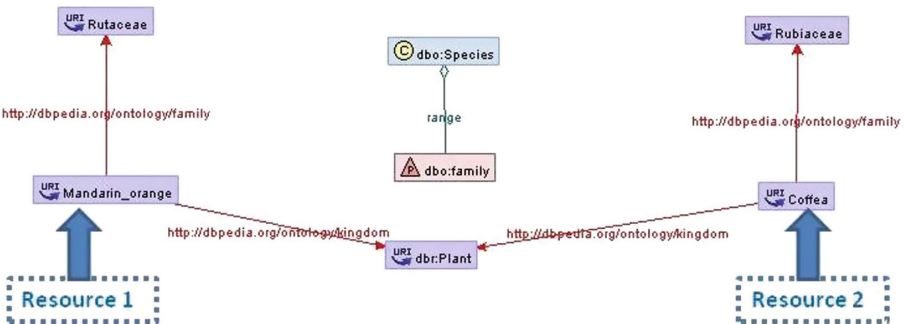 URI Rutaceae
URI Rubiaceae
C dbo:Species
http://dbpedia.org/ontology/family
range
http://dbpedia.org/ontology/family
P dbo:family
URI Mandarin_orange
URI Coffea
http://dbpedia.org/ontology/kingdom
http://dbpedia.org/ontology/kingdom
URI dbr:Plant
Resource 1
Resource 2